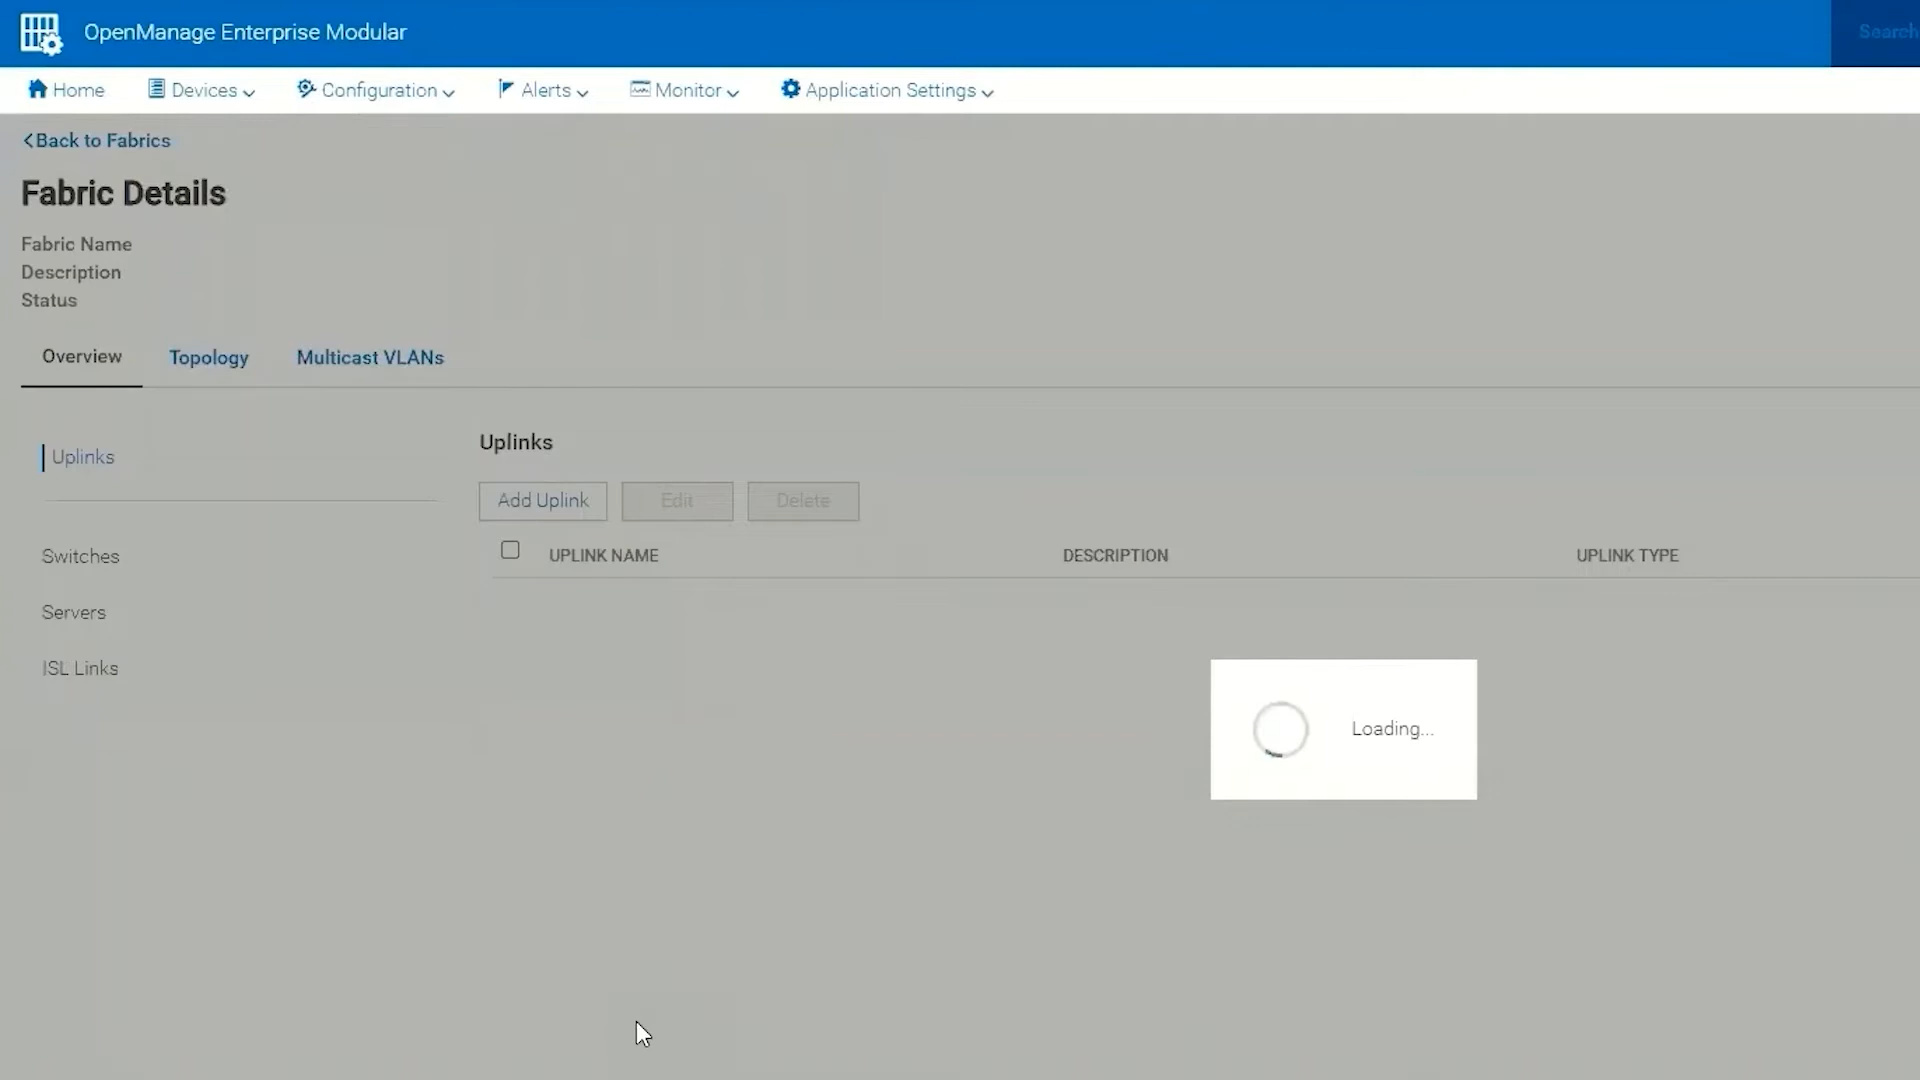 OpenManage Enterprise Modular
Search
Home
Devices
Configuration
Alerts
Monitor
Application Settings
Back to Fabrics
Fabric Details
Fabric Name
Description
Status
Overview
Topology
Multicast VLANs
Uplinks
Switches
Servers
ISL Links
Uplinks
Add Uplink
Edit
Delete
UPLINK NAME
DESCRIPTION
UPLINK TYPE
Loading...